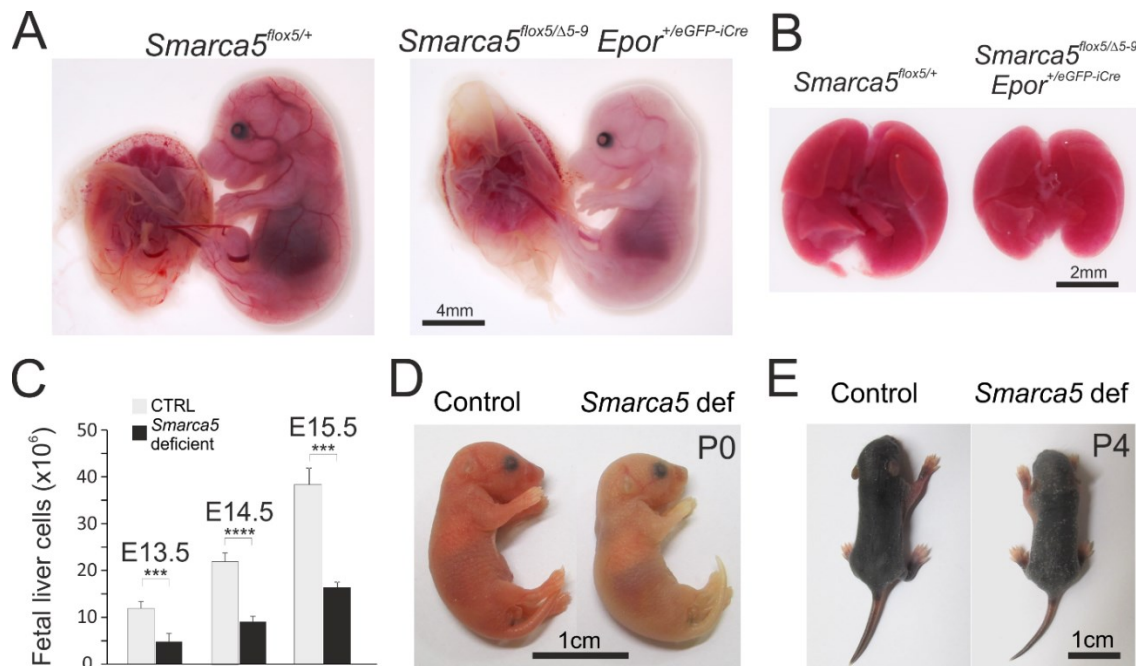 A
Smarca5flox5/+
Smarca5flox5/Δ5-9 Epor+/eGFP-iCre
4mm
B
Smarca5flox5/+
Smarca5flox5/Δ5-9
Epor+/eGFP-iCre
2mm
C
CTRL
Smarca5
deficient
Fetal liver cells (x10⁶)
50
40
30
20
10
0
E13.5
***
E14.5
****
E15.5
***
D
Control
Smarca5 def
P0
1cm
E
Control
Smarca5 def
P4
1cm